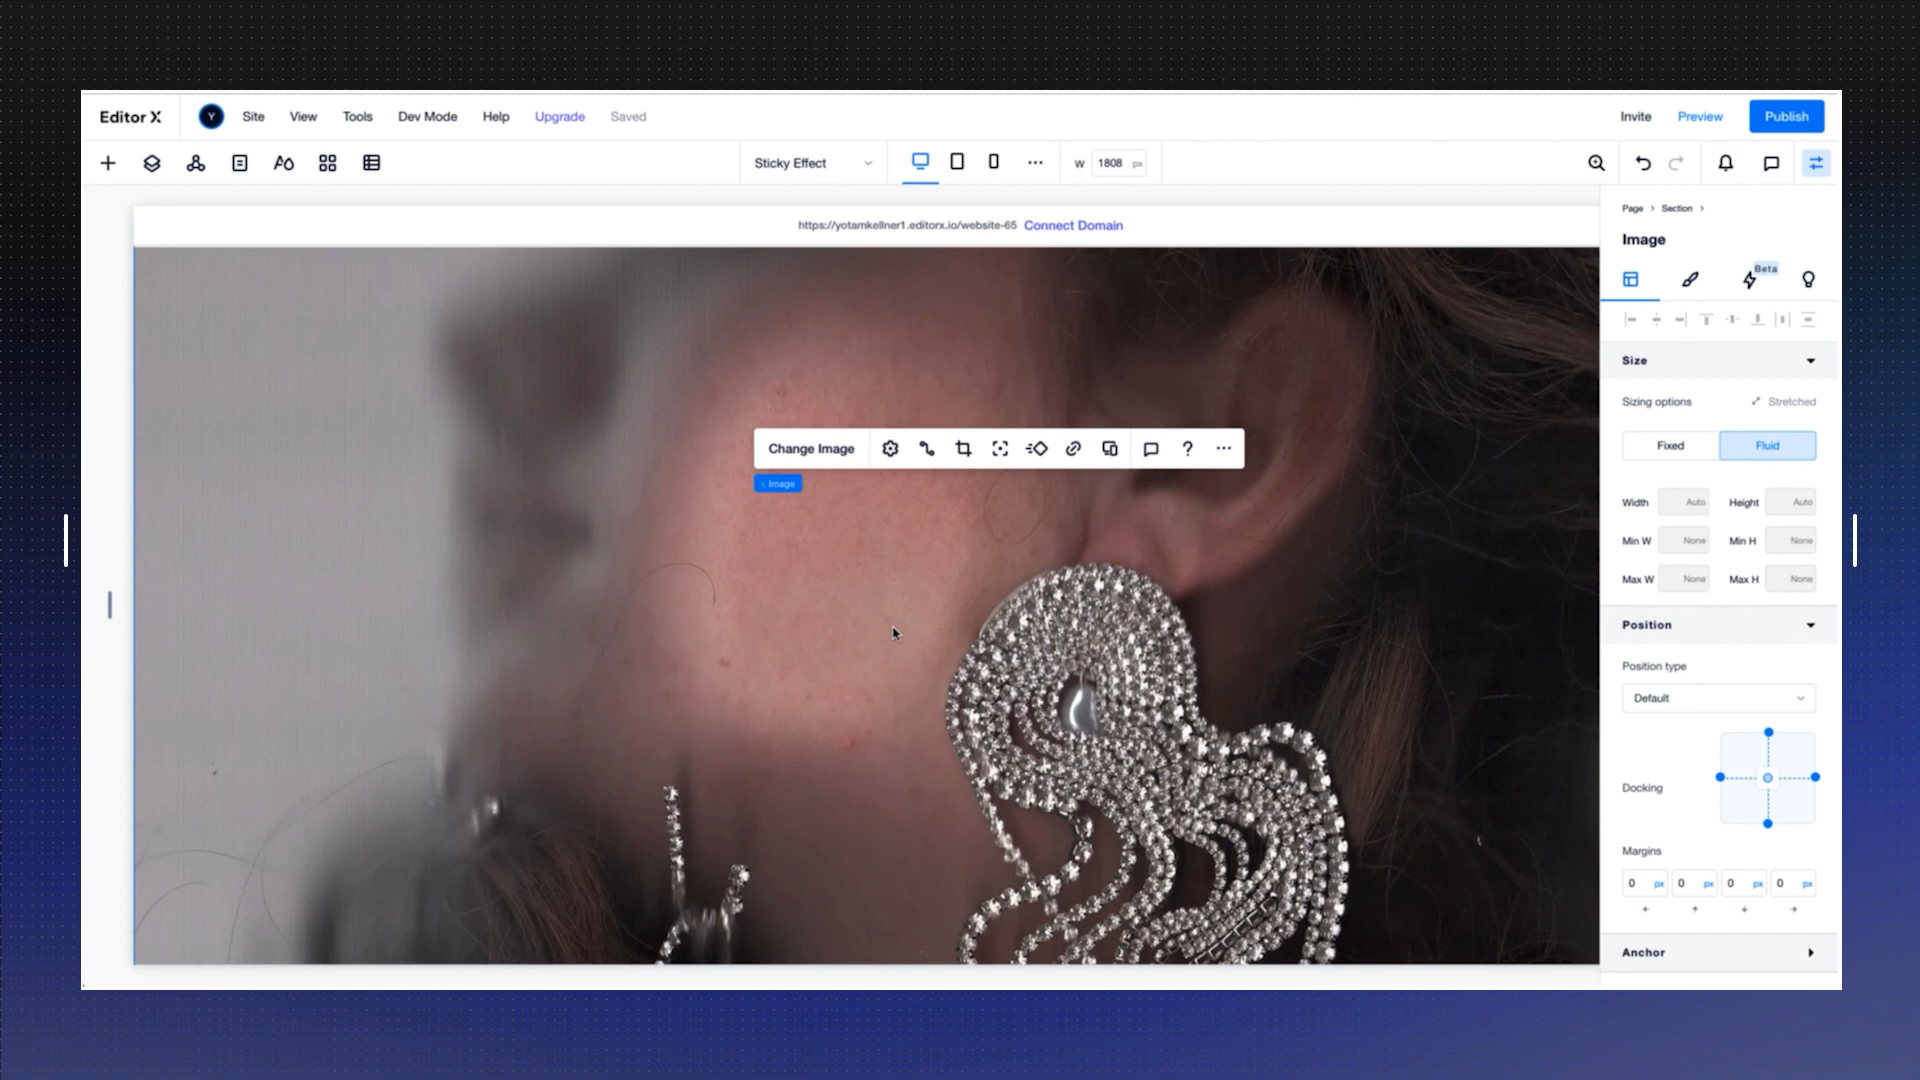 Editor X
Y
Site
View
Tools
Dev Mode
Help
Upgrade
Saved
Invite
Preview
Publish
Sticky Effect
W 1808 px
https://yotamkellner1.editorx.io/website-65 Connect Domain
Page > Section >
Image
Beta
Size
Sizing options
Stretched
Fixed
Fluid
Change Image
?
< Image
Width Auto Height Auto
Min W None Min H None
Max W None Max H None
Position
Position type
Default
Docking
Margins
0 px 0 px 0 px 0 px
Anchor